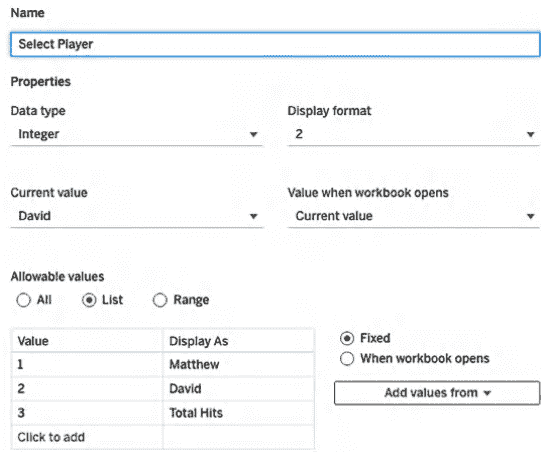 Name
Select Player
Properties
Data type Display format
Integer 2
Current value Value when workbook opens
David Current value
Allowable values
All List Range
Value Display As
1 Matthew
2 David
3 Total Hits
Click to add
Fixed
When workbook opens
Add values from